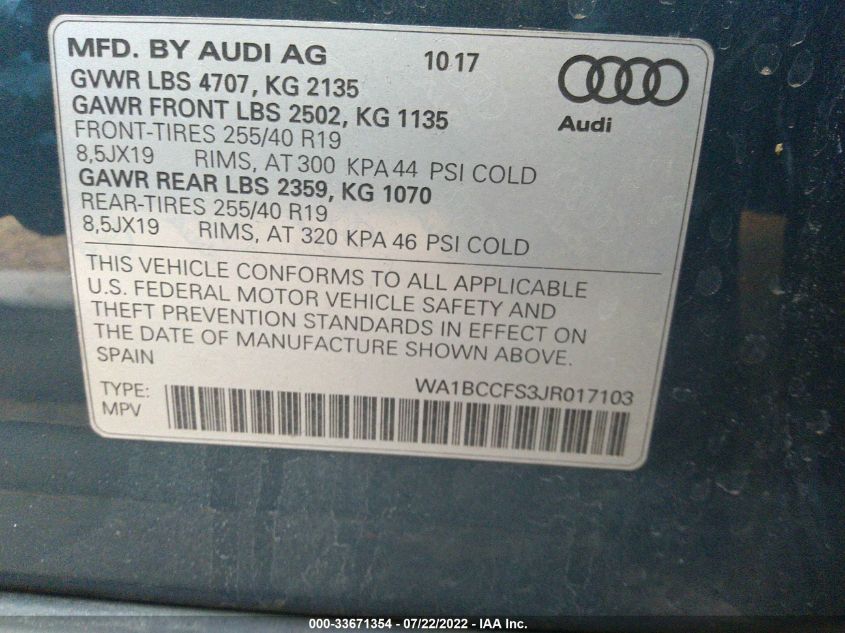 MFD. BY AUDI AG 10 17
GVWR LBS 4707, KG 2135
GAWR FRONT LBS 2502, KG 1135
FRONT-TIRES 255/40 R19
8,5JX19 RIMS, AT 300 KPA 44 PSI COLD
GAWR REAR LBS 2359, KG 1070
REAR-TIRES 255/40 R19
8,5JX19 RIMS, AT 320 KPA 46 PSI COLD
Audi
THIS VEHICLE CONFORMS TO ALL APPLICABLE
U.S. FEDERAL MOTOR VEHICLE SAFETY AND
THEFT PREVENTION STANDARDS IN EFFECT ON
THE DATE OF MANUFACTURE SHOWN ABOVE.
SPAIN
WA1BCCFS3JR017103
TYPE:
MPV
000-33671354 - 07/22/2022 - IAA Inc.